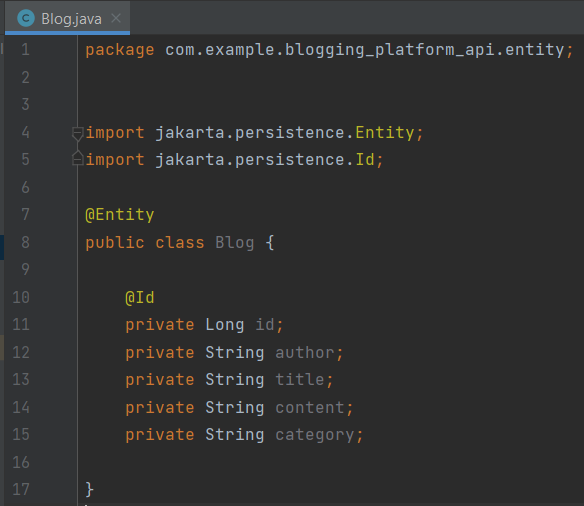 Blog.java
1 package com.example.blogging_platform_api.entity;
2
3
4 import jakarta.persistence.Entity;
5 import jakarta.persistence.Id;
6
7 @Entity
8 public class Blog {
9
10 @Id
11 private Long id;
12 private String author;
13 private String title;
14 private String content;
15 private String category;
16
17 }